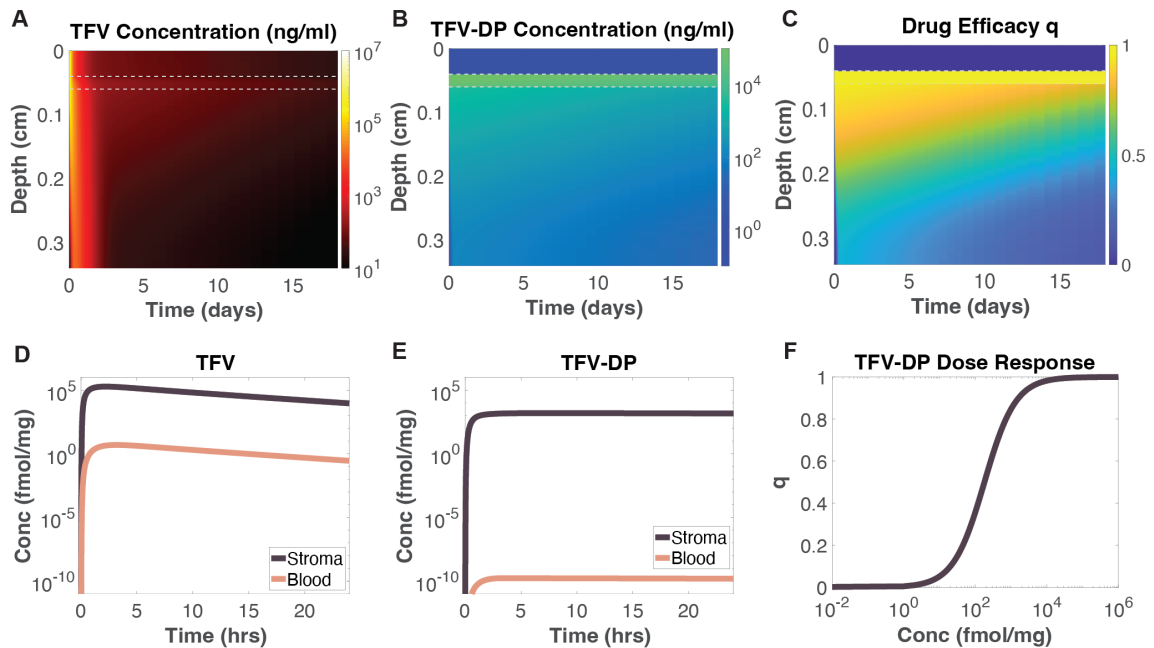 A
TFV Concentration (ng/ml)
Depth (cm)
0
0.1
0.2
0.3
0 5 10 15
Time (days)
10^7
10^5
10^3
10^1
B
TFV-DP Concentration (ng/ml)
Depth (cm)
0
0.1
0.2
0.3
0 5 10 15
Time (days)
10^4
10^2
10^0
C
Drug Efficacy q
Depth (cm)
0
0.1
0.2
0.3
0 5 10 15
Time (days)
1
0.5
0
D
TFV
Conc (fmol/mg)
10^5
10^0
10^-5
10^-10
Stroma
Blood
0 5 10 15 20
Time (hrs)
E
TFV-DP
Conc (fmol/mg)
10^5
10^0
10^-5
10^-10
Stroma
Blood
0 5 10 15 20
Time (hrs)
F
TFV-DP Dose Response
q
1
0.8
0.6
0.4
0.2
0
10^-2 10^0 10^2 10^4 10^6
Conc (fmol/mg)